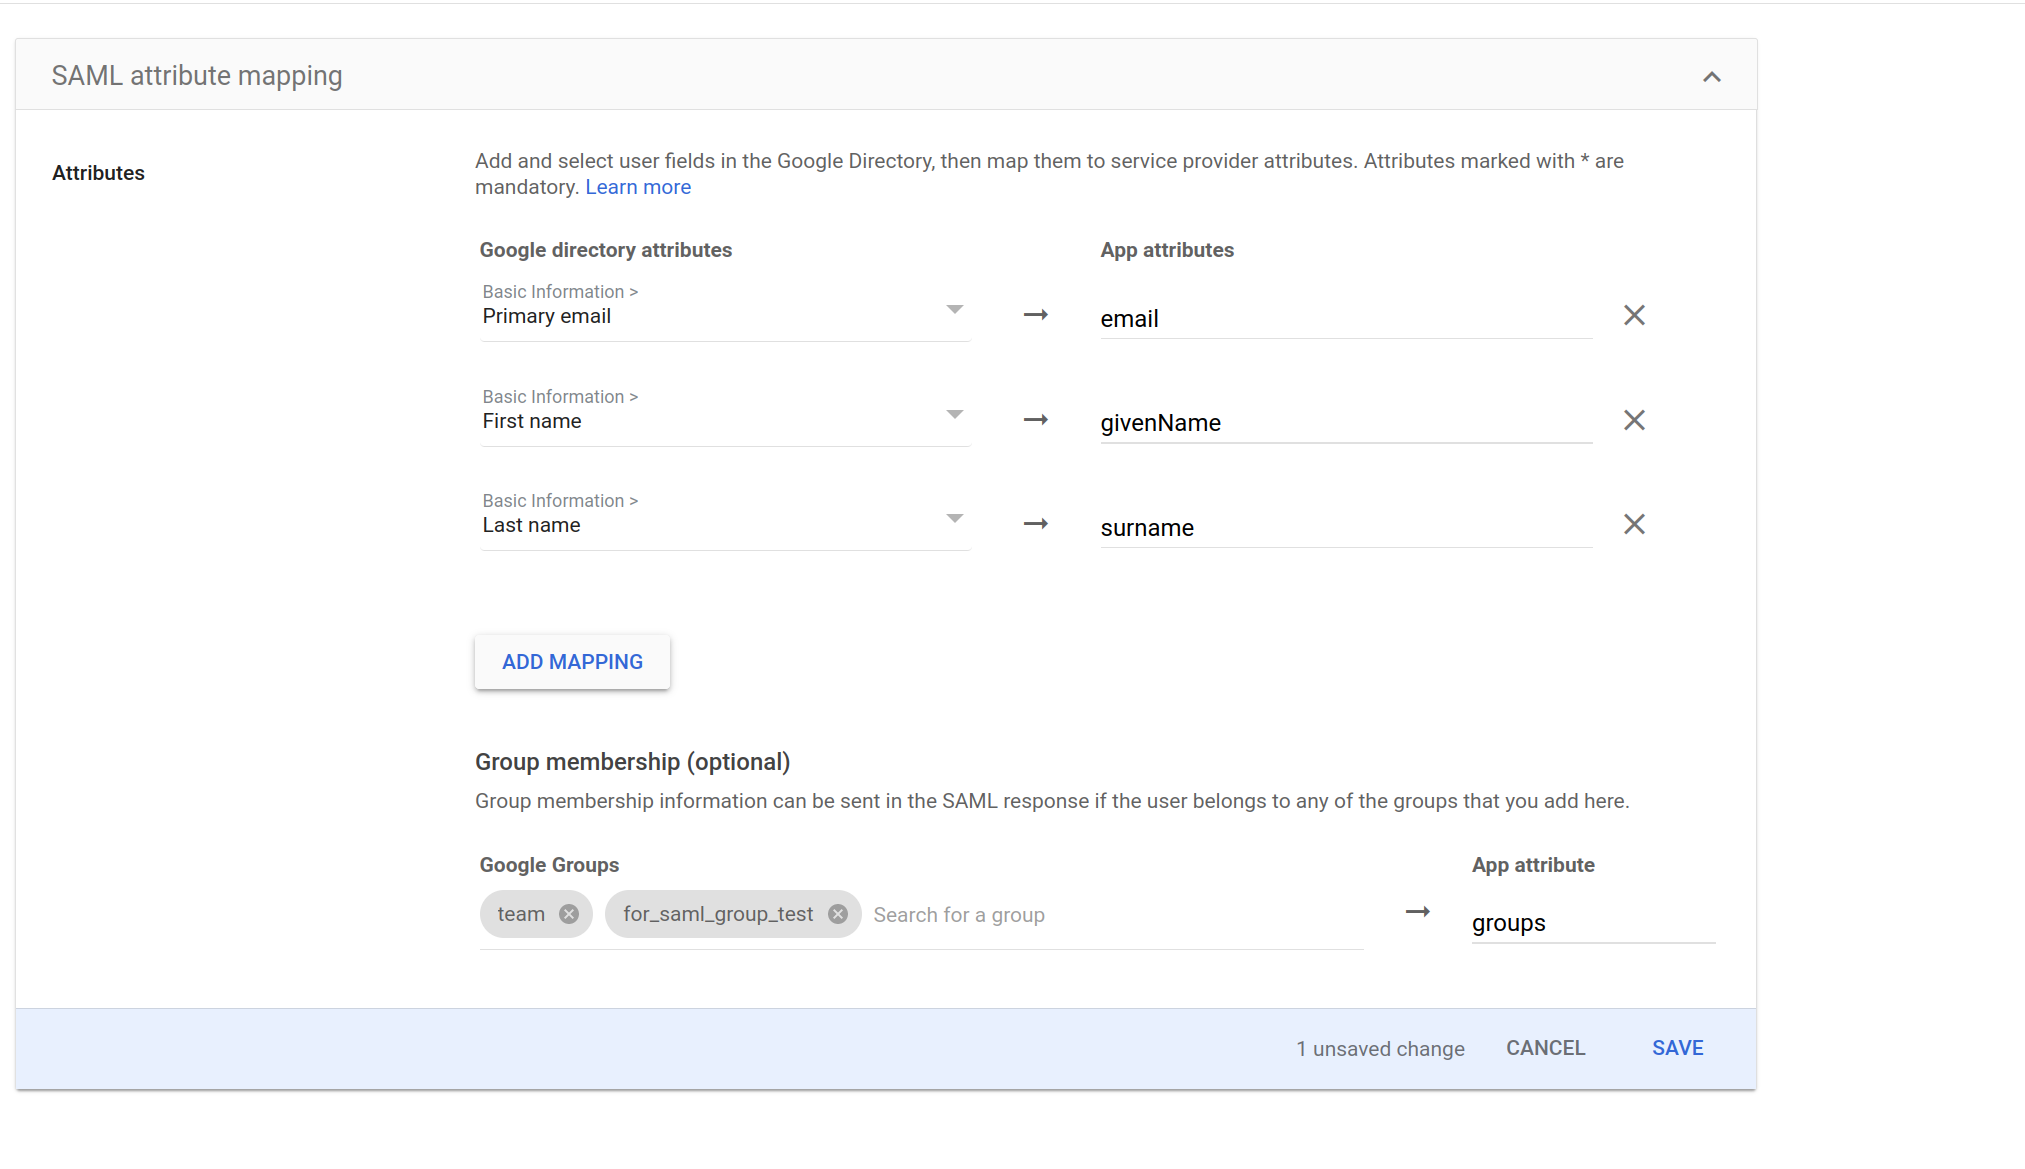 SAML attribute mapping
Attributes
Add and select user fields in the Google Directory, then map them to service provider attributes. Attributes marked with * are
mandatory. Learn more
Google directory attributes
App attributes
Basic Information >
Primary email
email
Basic Information >
First name
givenName
Basic Information >
Last name
surname
ADD MAPPING
Group membership (optional)
Group membership information can be sent in the SAML response if the user belongs to any of the groups that you add here.
Google Groups
App attribute
team
for_saml_group_test
Search for a group
groups
1 unsaved change
CANCEL
SAVE